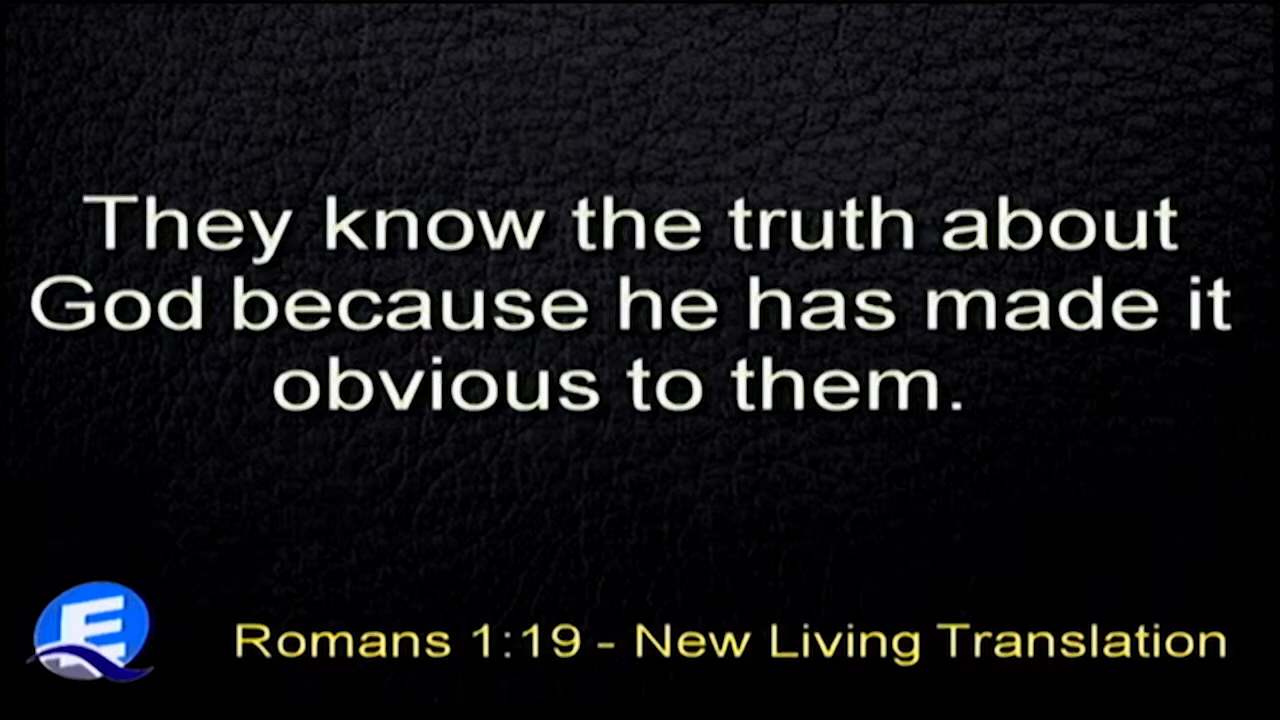 They know the truth about
God because he has made it
obvious to them.
E
Romans 1:19 - New Living Translation